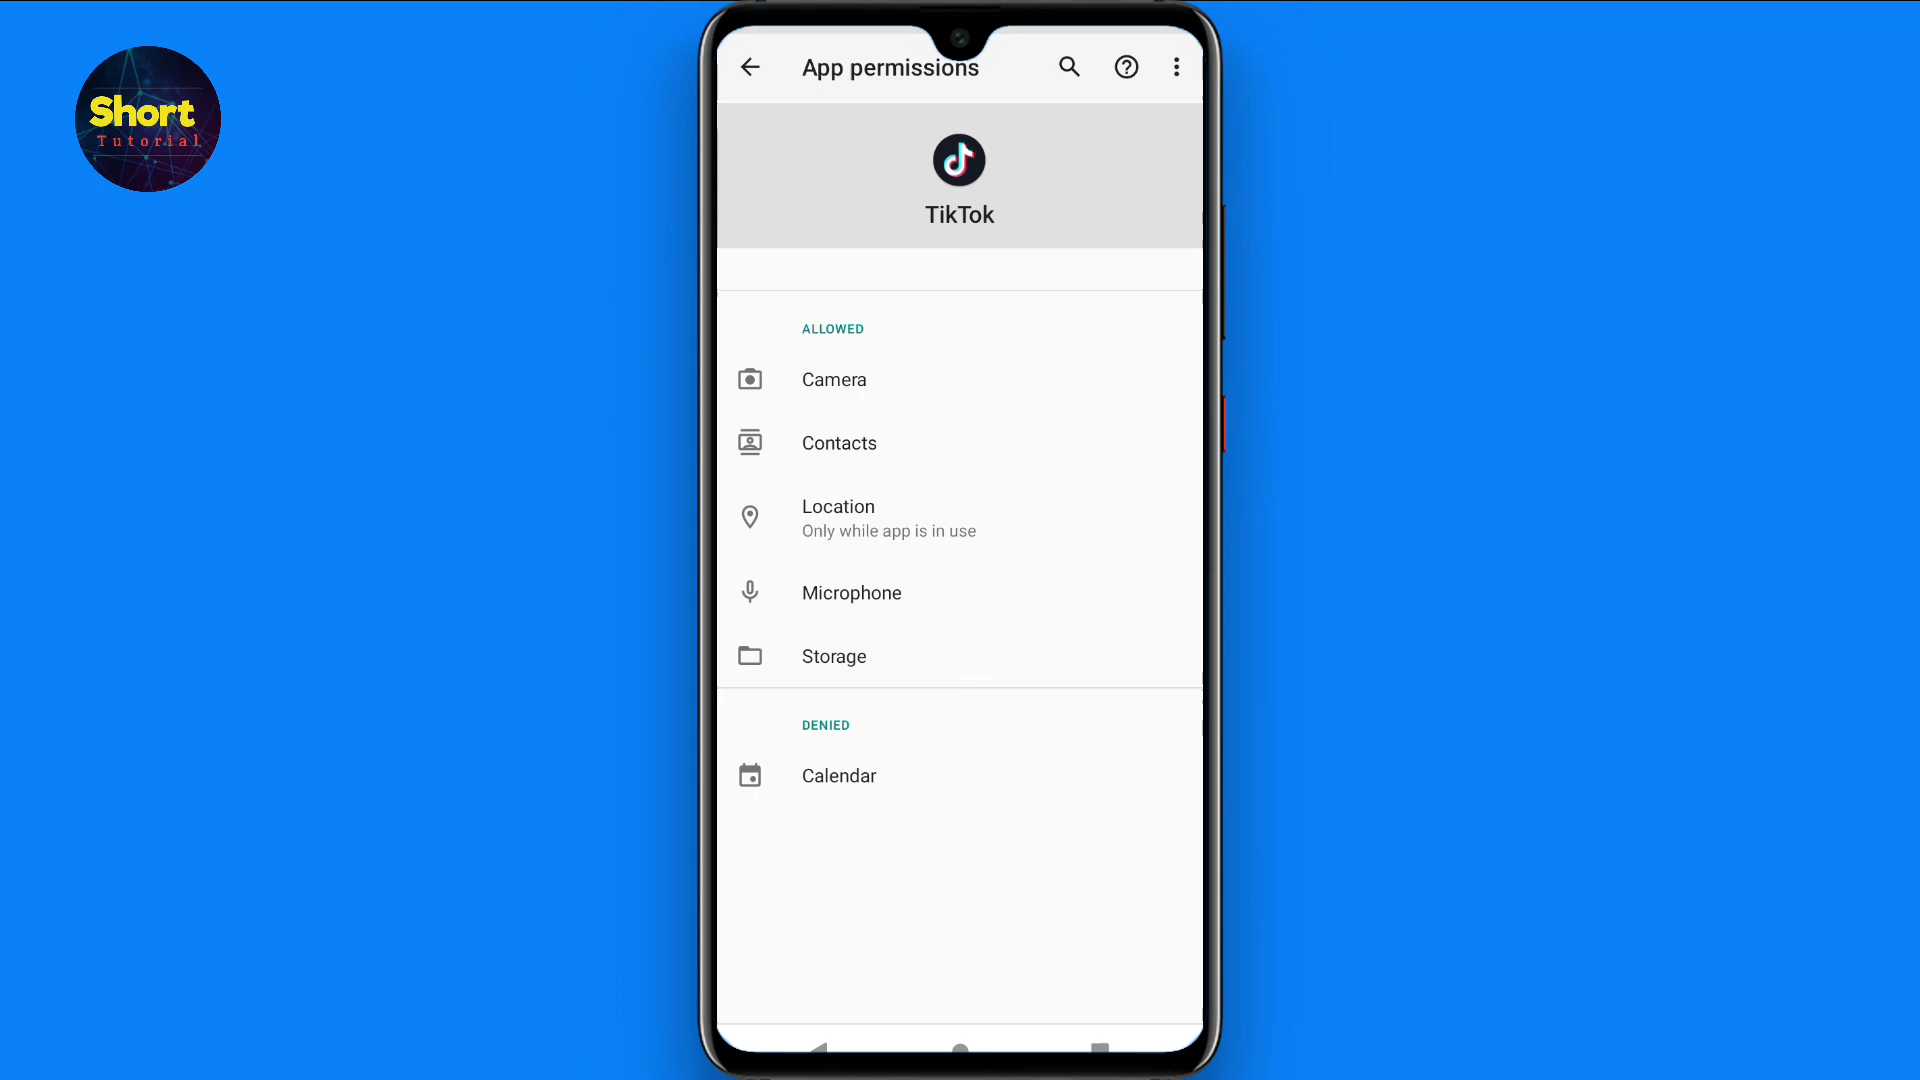 Short
Tutorial
App permissions
TikTok
ALLOWED
Camera
Contacts
Location
Only while app is in use
Microphone
Storage
DENIED
Calendar